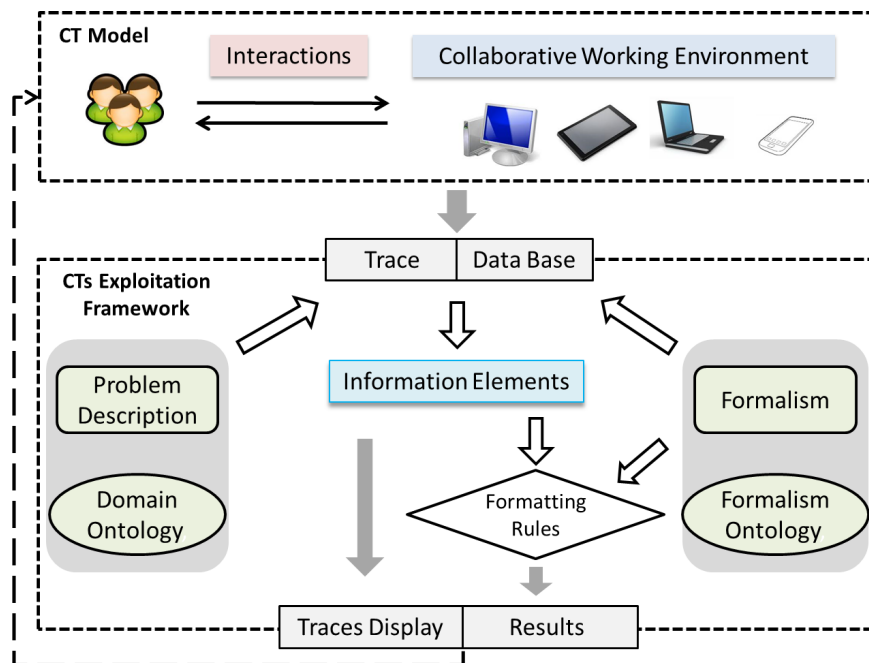 CT Model
Interactions
Collaborative Working Environment
Trace
Data Base
CTs Exploitation
Framework
Problem
Description
Information Elements
Formalism
Domain
Ontology
Formatting
Rules
Formalism
Ontology
Traces Display
Results